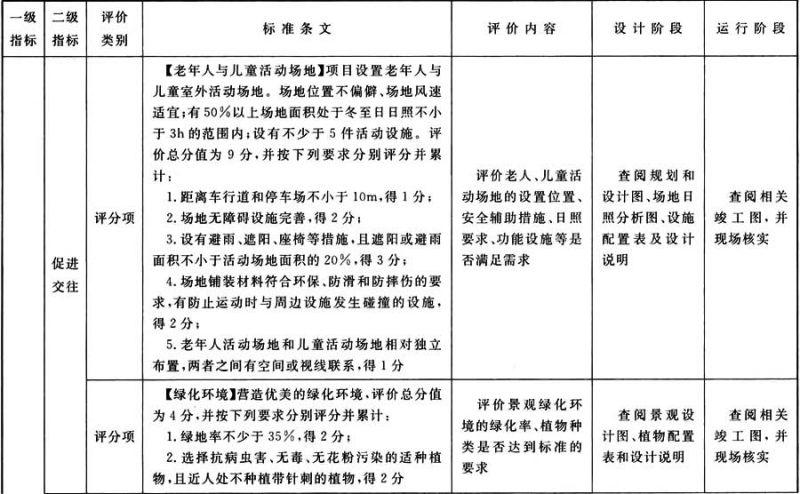 一级指标 二级指标 评价类别 标准条文 评价内容 设计阶段 运行阶段
促进交往
评分项
【老年人与儿童活动场地】项目设置老年人与
儿童室外活动场地。场地位置不偏僻、场地风速
适宜;有50%以上场地面积处于冬至日日照不小
于3h的范围内;设有不少于5件活动设施。评
价总分值为9分,并按下列要求分别评分并累
计:
1.距离车行道和停车场不小于10m,得1分;
2.场地无障碍设施完善,得2分;
3.设有避雨、遮阳、座椅等措施,且遮阳或避雨
面积不小于活动场地面积的20%,得3分;
4.场地铺装材料符合环保、防滑和防摔伤的要
求,有防止运动时与周边设施发生碰撞的设施,
得2分;
5.老年人活动场地和儿童活动场地相对独立
布置,两者之间有空间或视线联系,得1分
评价老人、儿童活
动场地的设置位置、
安全辅助措施、日照
要求、功能设施等是
否满足需求
查阅规划和
设计图、场地日
照分析图、设施
配置表及设计
说明
查阅相关
竣工图,并
现场核实
评分项
【绿化环境】营造优美的绿化环境,评价总分值
为4分,并按下列要求分别评分并累计:
1.绿地率不少于35%,得2分;
2.选择抗病虫害、无毒、无花粉污染的适种植
物,且近人处不种植带针刺的植物,得2分
评价景观绿化环
境的绿化率、植物种
类是否达到标准的
要求
查阅景观设
计图、植物配置
表和设计说明
查阅相关
竣工图,并
现场核实